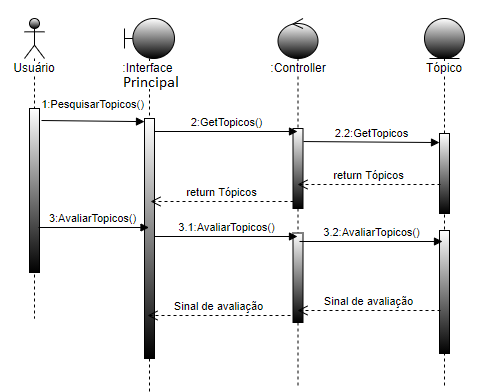 Usuário
:Interface
Principal
:Controller
Tópico
1:PesquisarTopicos()
2:GetTopicos()
2.2:GetTopicos
return Tópicos
return Tópicos
3:AvaliarTopicos()
3.1:AvaliarTopicos()
3.2:AvaliarTopicos()
Sinal de avaliação
Sinal de avaliação